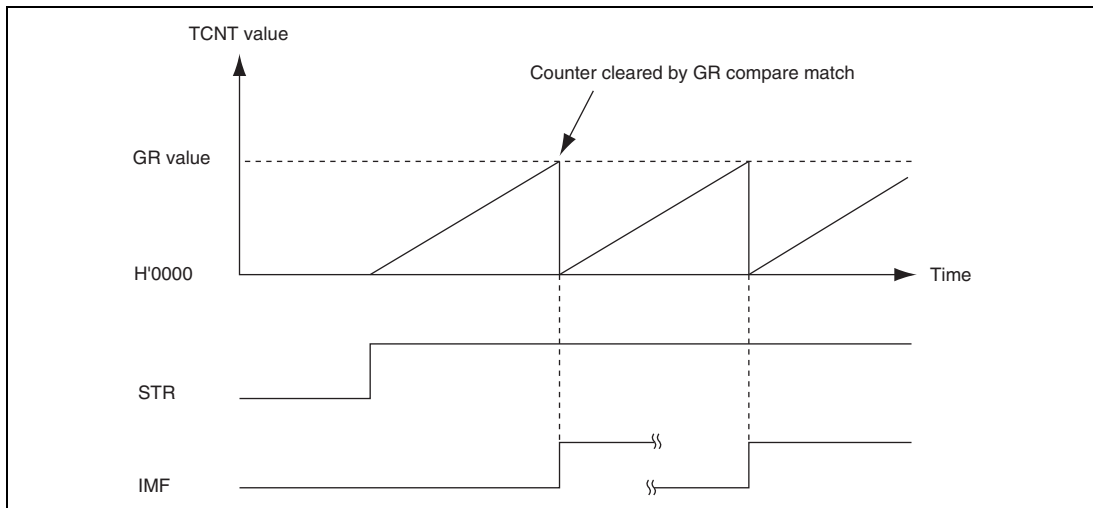 TCNT value
Counter cleared by GR compare match
GR value
H'0000
Time
STR
IMF